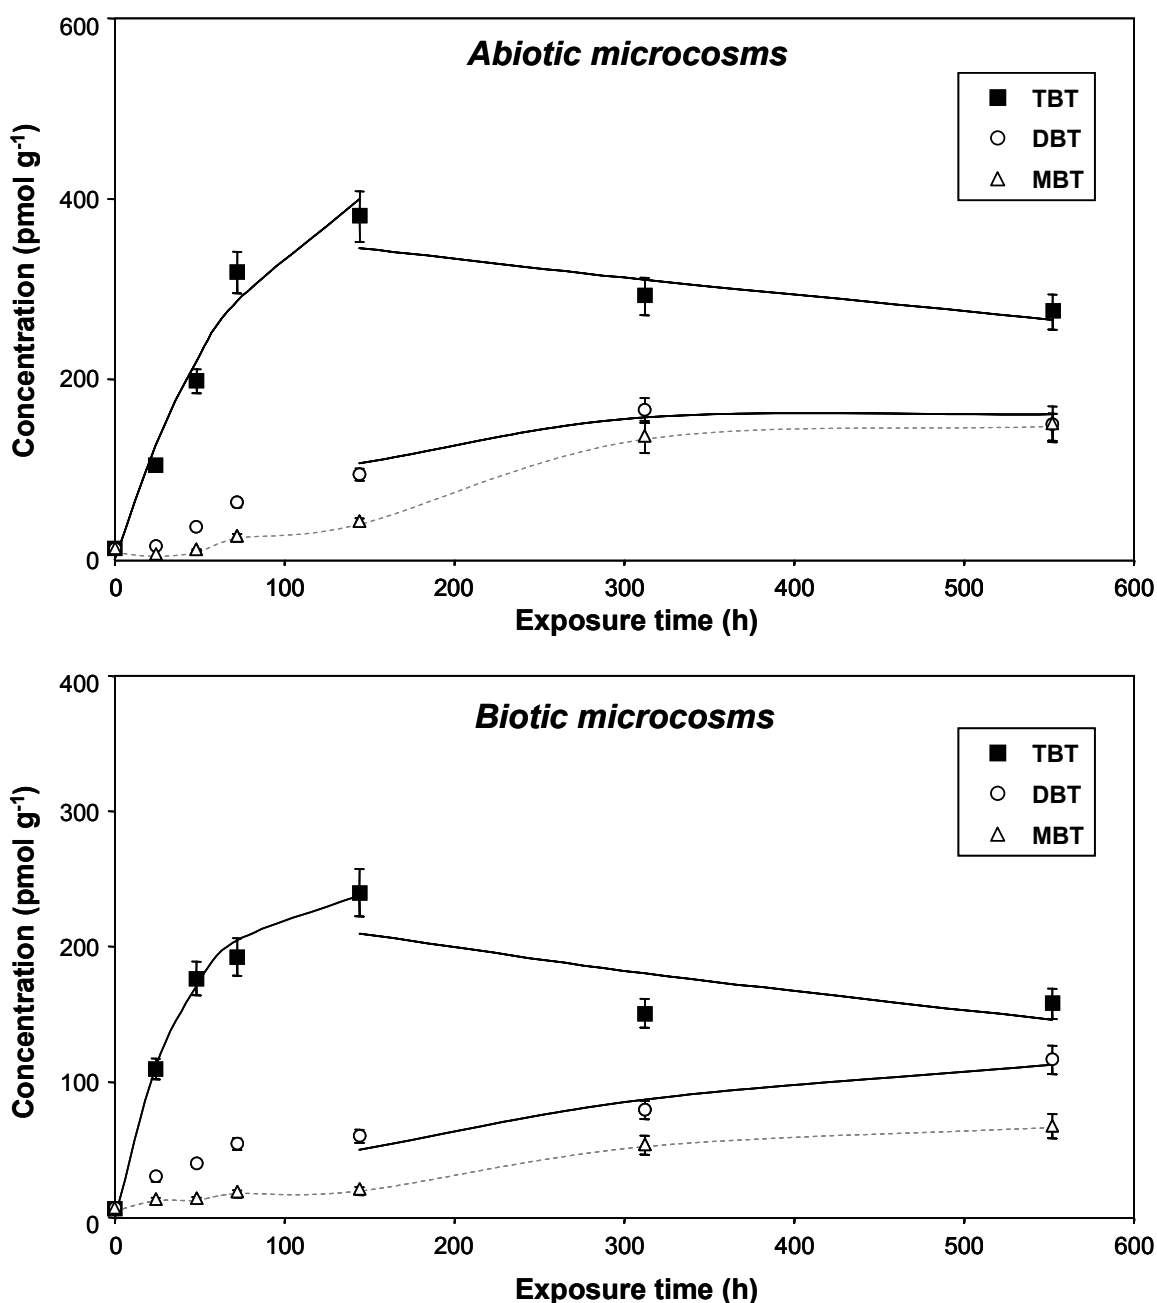 Abiotic microcosms
TBT
DBT
MBT
Concentration (pmol g⁻¹)
600
400
200
0
0 100 200 300 400 500 600
Exposure time (h)
Biotic microcosms
TBT
DBT
MBT
Concentration (pmol g⁻¹)
400
300
200
100
0
0 100 200 300 400 500 600
Exposure time (h)